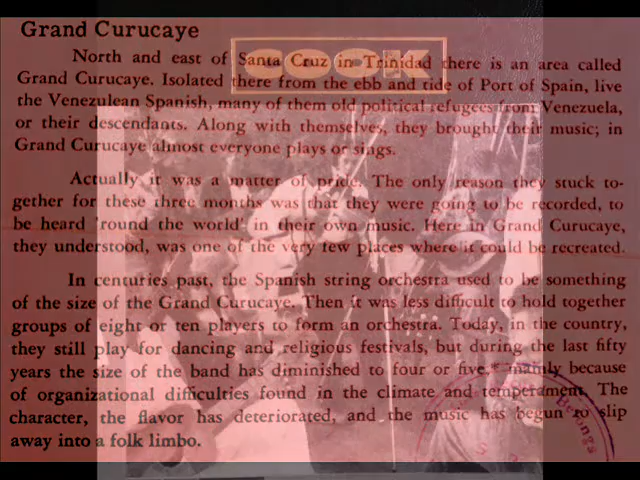 Grand Curucaye
COOK
North and east of Santa Cruz in Trinidad there is an area called
Grand Curucaye. Isolated there from the ebb and tide of Port of Spain, live
the Venezulean Spanish, many of them old political refugees from Venezuela,
or their descendants. Along with themselves, they brought their music; in
Grand Curucaye almost everyone plays or sings.
Actually it was a matter of pride. The only reason they stuck to-
gether for these three months was that they were going to be recorded, to
be heard 'round the world' in their own music. Here in Grand Curucaye,
they understood, was one of the very few places where it could be recreated.
In centuries past, the Spanish string orchestra used to be something
of the size of the Grand Curucaye. Then it was less difficult to hold together
groups of eight or ten players to form an orchestra. Today, in the country,
they still play for dancing and religious festivals, but during the last fifty
years the size of the band has diminished to four or five,* mainly because
of organizational difficulties found in the climate and temperament. The
character, the flavor has deteriorated, and the music has begun to slip
away into a folk limbo.